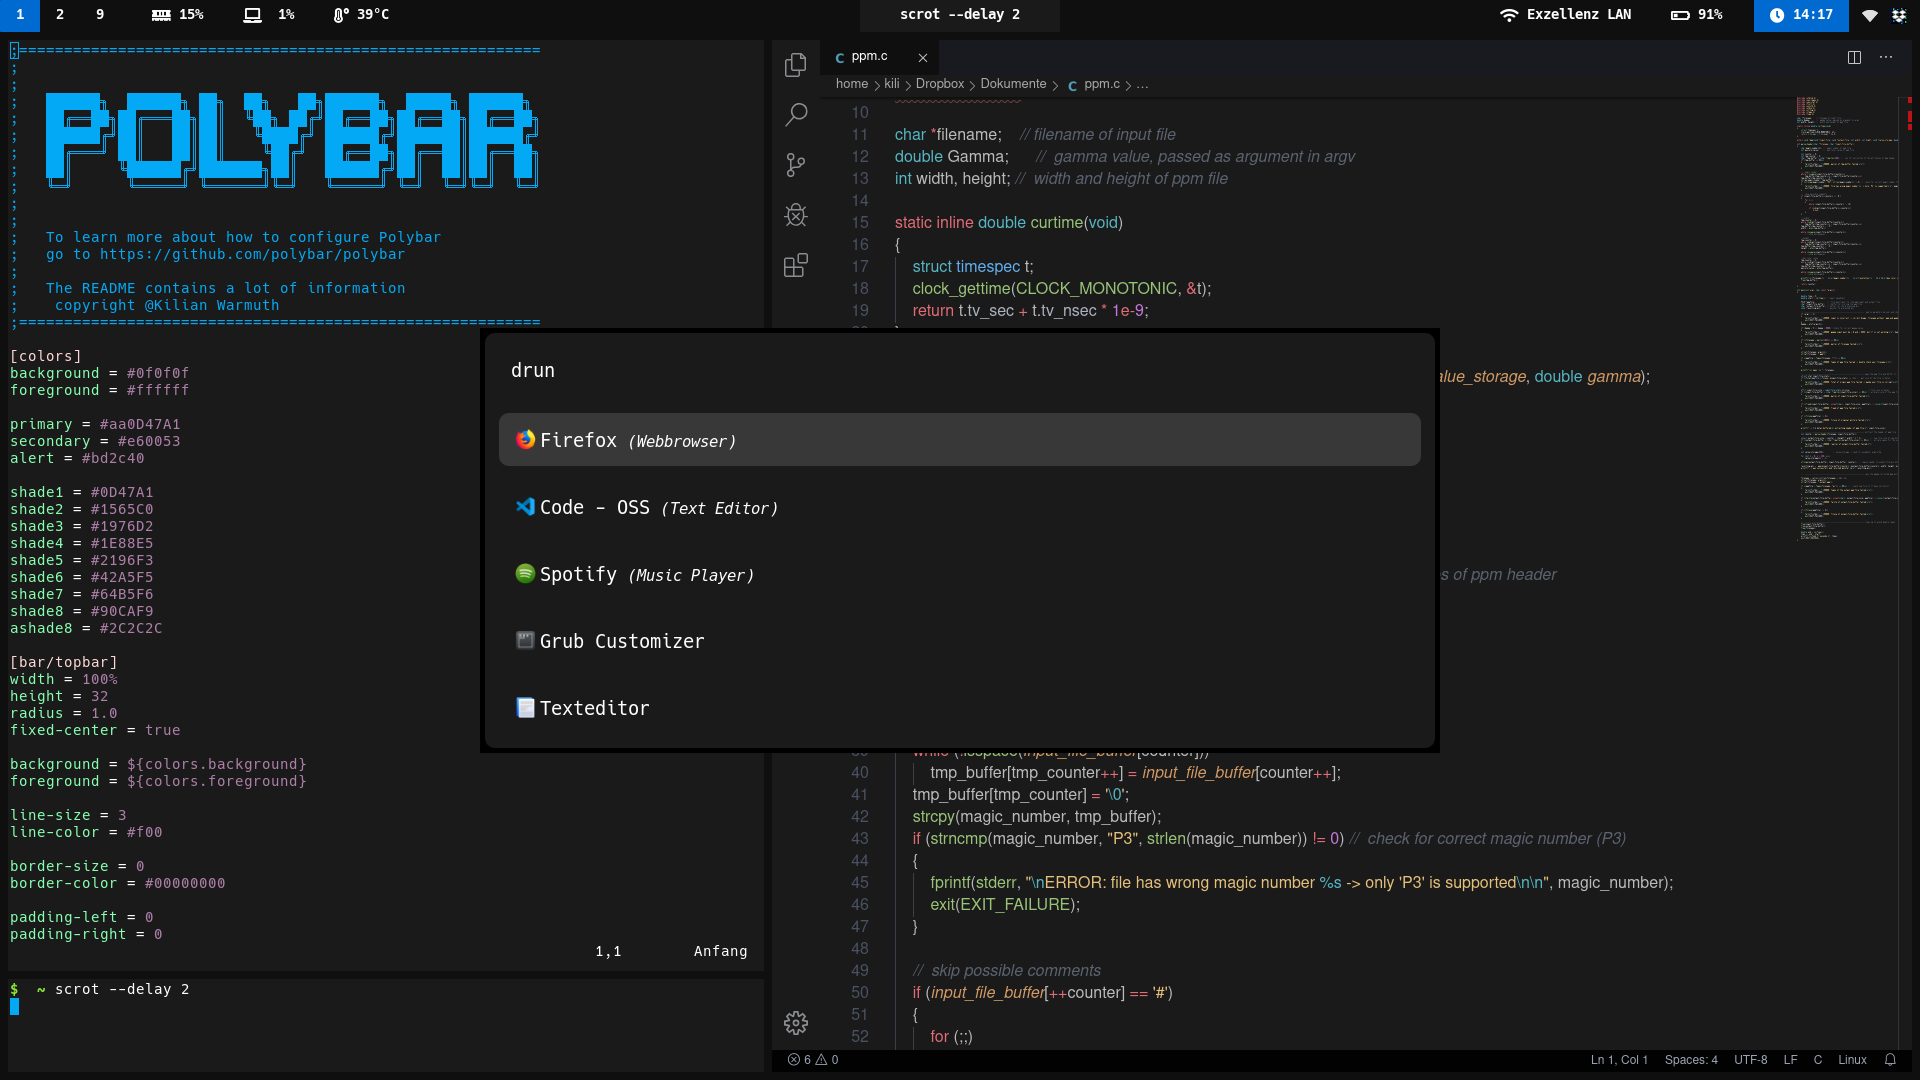 1 2 9 15% 1% 39°C scrot --delay 2 Exzellenz LAN 91% 14:17
;==========================================================
;
;
; POLYBAR
;
;
;
;
;
;
;
; To learn more about how to configure Polybar
; go to https://github.com/polybar/polybar
;
; The README contains a lot of information
; copyright @Kilian Warmuth
;==========================================================
[colors]
background = #0f0f0f
foreground = #ffffff
primary = #aa0D47A1
secondary = #e60053
alert = #bd2c40
shade1 = #0D47A1
shade2 = #1565C0
shade3 = #1976D2
shade4 = #1E88E5
shade5 = #2196F3
shade6 = #42A5F5
shade7 = #64B5F6
shade8 = #90CAF9
ashade8 = #2C2C2C
[bar/topbar]
width = 100%
height = 32
radius = 1.0
fixed-center = true
background = ${colors.background}
foreground = ${colors.foreground}
line-size = 3
line-color = #f00
border-size = 0
border-color = #00000000
padding-left = 0
padding-right = 0
1,1 Anfang
$ ~ scrot --delay 2
drun
Firefox (Webbrowser)
Code - OSS (Text Editor)
Spotify (Music Player)
Grub Customizer
Texteditor
C ppm.c
home > kili > Dropbox > Dokumente > C ppm.c > ...
10
11 char *filename; // filename of input file
12 double Gamma; // gamma value, passed as argument in argv
13 int width, height; // width and height of ppm file
14
15 static inline double curtime(void)
16 {
17 struct timespec t;
18 clock_gettime(CLOCK_MONOTONIC, &t);
19 return t.tv_sec + t.tv_nsec * 1e-9;
alue_storage, double gamma);
s of ppm header
39 while (!isspace(input_file_buffer[counter]))
40 tmp_buffer[tmp_counter++] = input_file_buffer[counter++];
41 tmp_buffer[tmp_counter] = '\0';
42 strcpy(magic_number, tmp_buffer);
43 if (strncmp(magic_number, "P3", strlen(magic_number)) != 0) // check for correct magic number (P3)
44 {
45 fprintf(stderr, "\nERROR: file has wrong magic number %s -> only 'P3' is supported\n\n", magic_number);
46 exit(EXIT_FAILURE);
47 }
48
49 // skip possible comments
50 if (input_file_buffer[++counter] == '#')
51 {
52 for (;;)
6 0 Ln 1, Col 1 Spaces: 4 UTF-8 LF C Linux